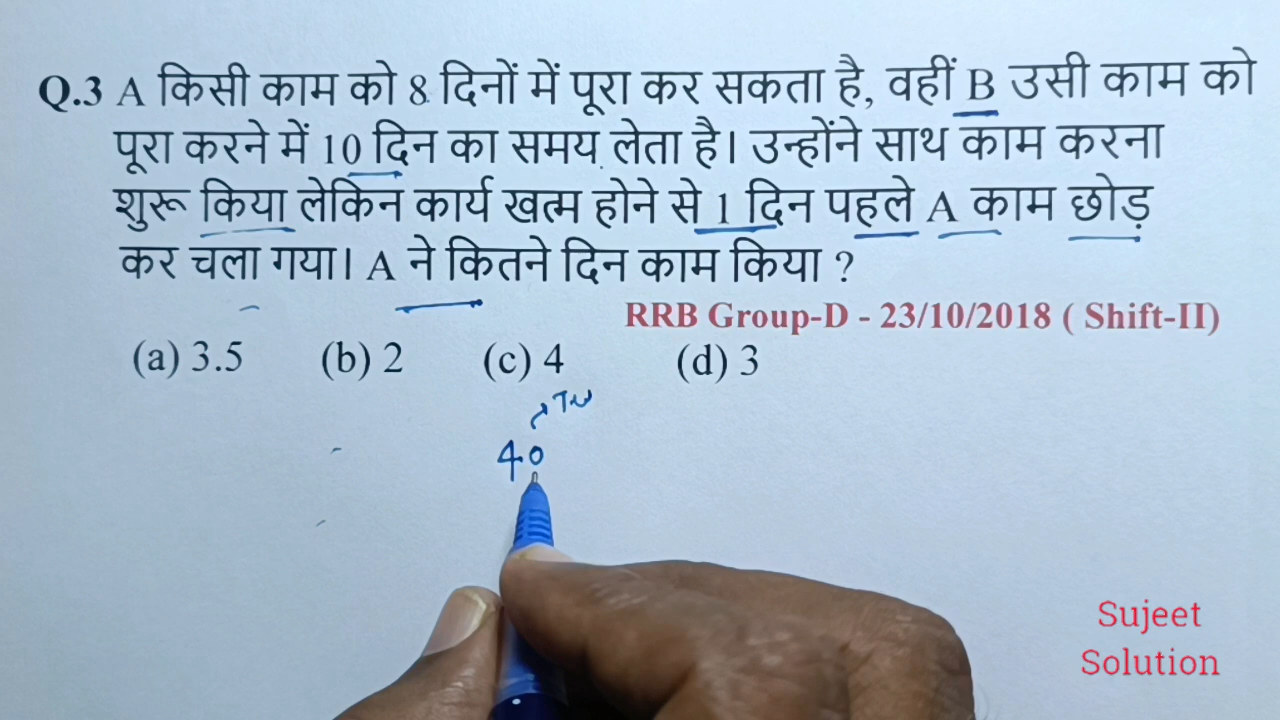 Q.3 A किसी काम को 8 दिनों में पूरा कर सकता है, वहीं B उसी काम को
पूरा करने में 10 दिन का समय लेता है। उन्होंने साथ काम करना
शुरू किया लेकिन कार्य खत्म होने से 1 दिन पहले A काम छोड़
कर चला गया। A ने कितने दिन काम किया ?
RRB Group-D - 23/10/2018 ( Shift-II)
(a) 3.5 (b) 2 (c) 4 (d) 3
TW
40
Sujeet
Solution